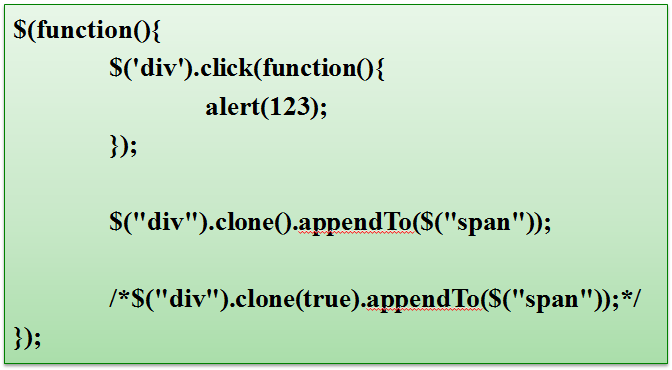 $(function(){
$('div').click(function(){
alert(123);
});
$("div").clone().appendTo($("span"));
/*$("div").clone(true).appendTo($("span"));*/
});